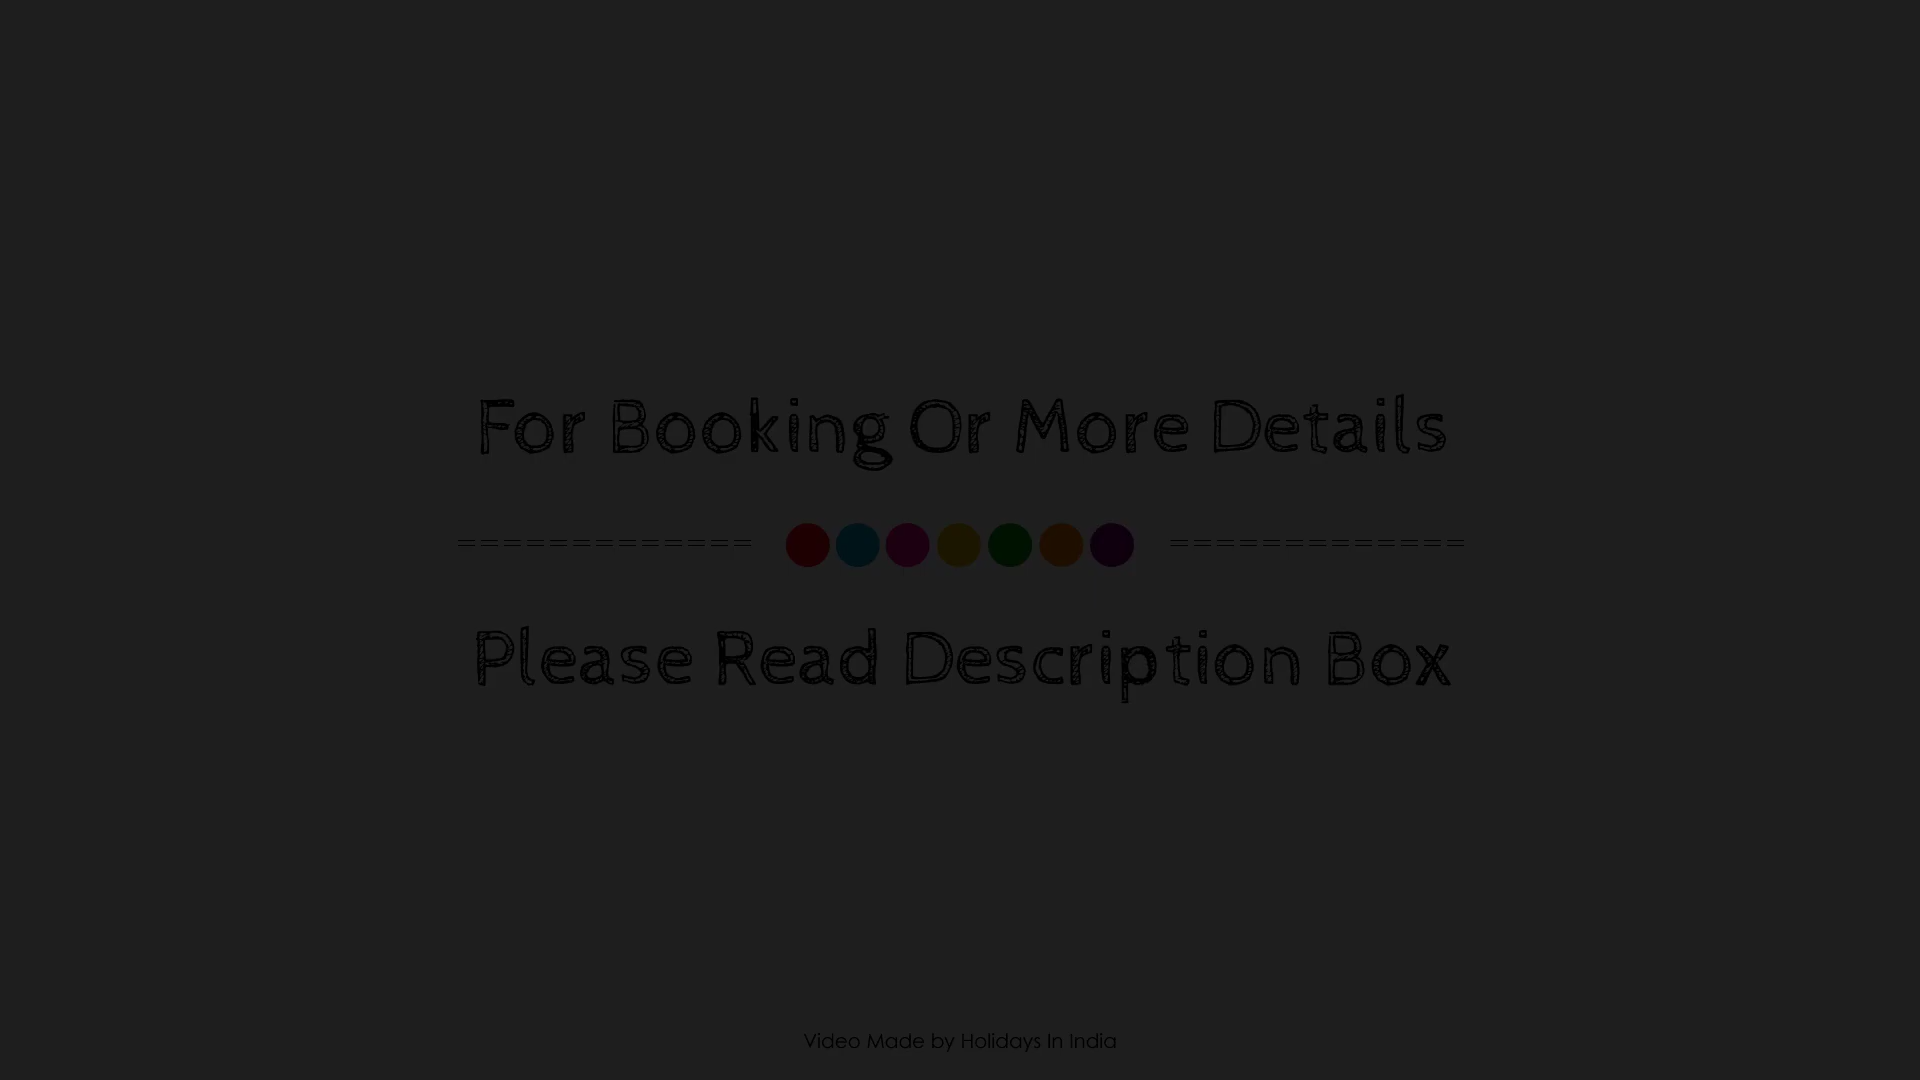 For Booking Or More Details
============= =============
Please Read Description Box
Video Made by Holidays In India